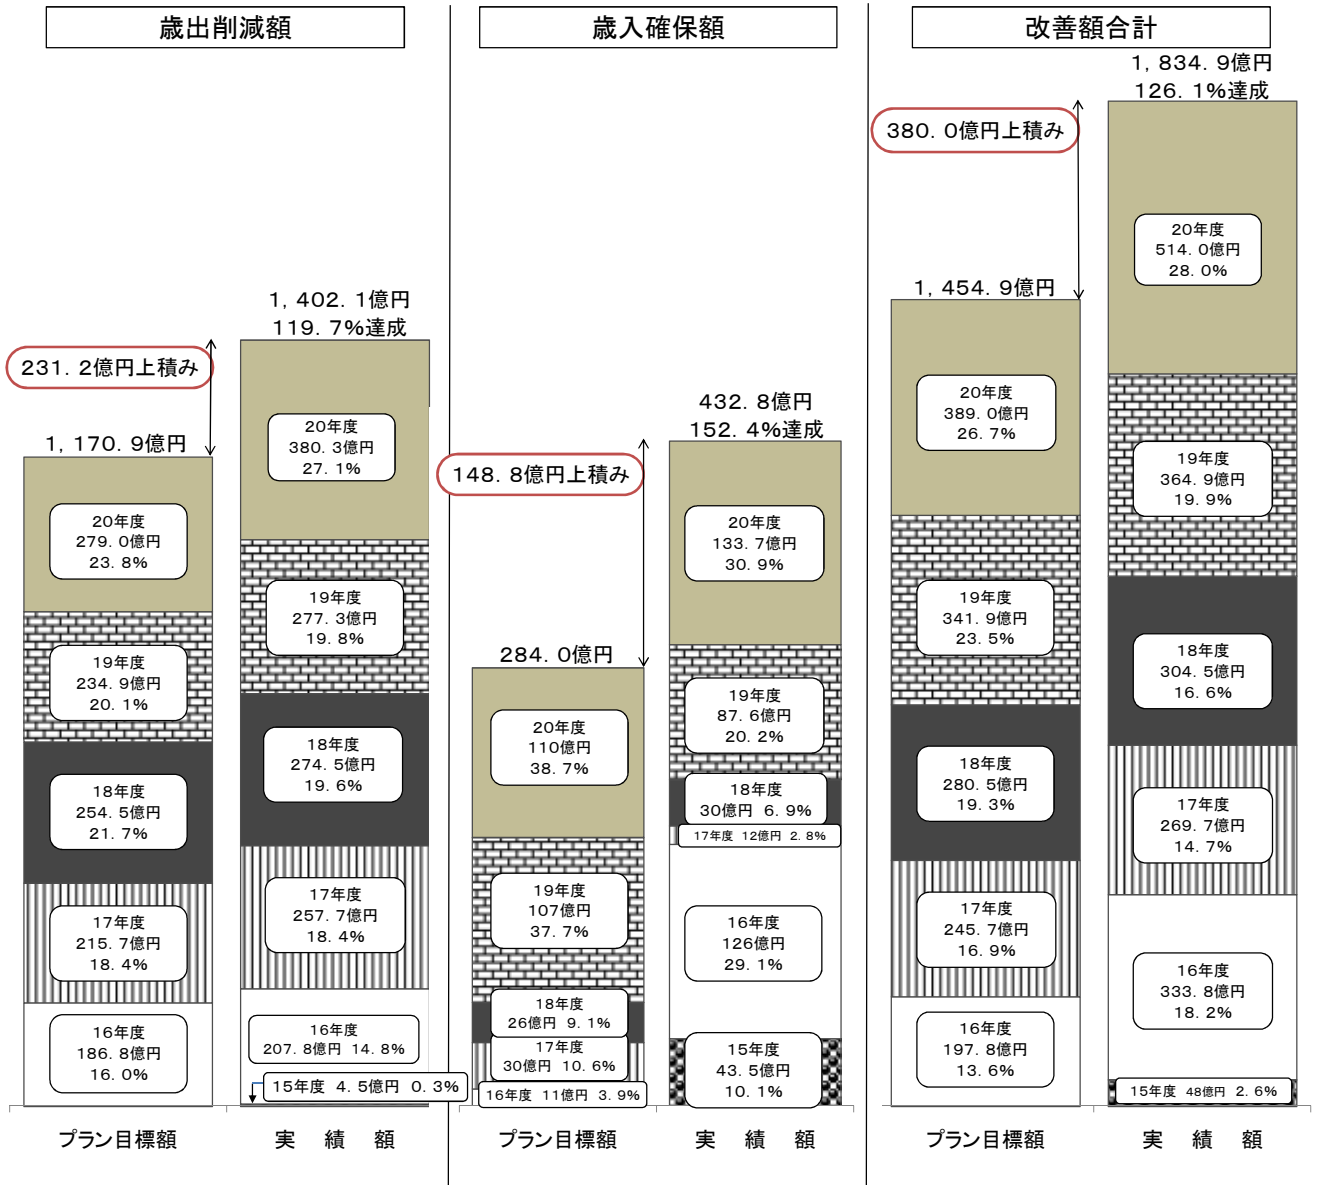 歳出削減額
231．2億円上積み
1，170．9億円
20年度
279．0億円
23．8%
19年度
234．9億円
20．1%
18年度
254．5億円
21．7%
17年度
215．7億円
18．4%
16年度
186．8億円
16．0%
プラン目標額
1，402．1億円
119．7%達成
20年度
380．3億円
27．1%
19年度
277．3億円
19．8%
18年度
274．5億円
19．6%
17年度
257．7億円
18．4%
16年度
207．8億円 14．8%
15年度 4．5億円 0．3%
実 績 額
歳入確保額
148．8億円上積み
284．0億円
20年度
110億円
38．7%
19年度
107億円
37．7%
18年度
26億円 9．1%
17年度
30億円 10．6%
16年度 11億円 3．9%
プラン目標額
432．8億円
152．4%達成
20年度
133．7億円
30．9%
19年度
87．6億円
20．2%
18年度
30億円 6．9%
17年度 12億円 2．8%
16年度
126億円
29．1%
15年度
43．5億円
10．1%
実 績 額
改善額合計
380．0億円上積み
1，454．9億円
20年度
389．0億円
26．7%
19年度
341．9億円
23．5%
18年度
280．5億円
19．3%
17年度
245．7億円
16．9%
16年度
197．8億円
13．6%
プラン目標額
1，834．9億円
126．1%達成
20年度
514．0億円
28．0%
19年度
364．9億円
19．9%
18年度
304．5億円
16．6%
17年度
269．7億円
14．7%
16年度
333．8億円
18．2%
15年度 48億円 2．6%
実 績 額